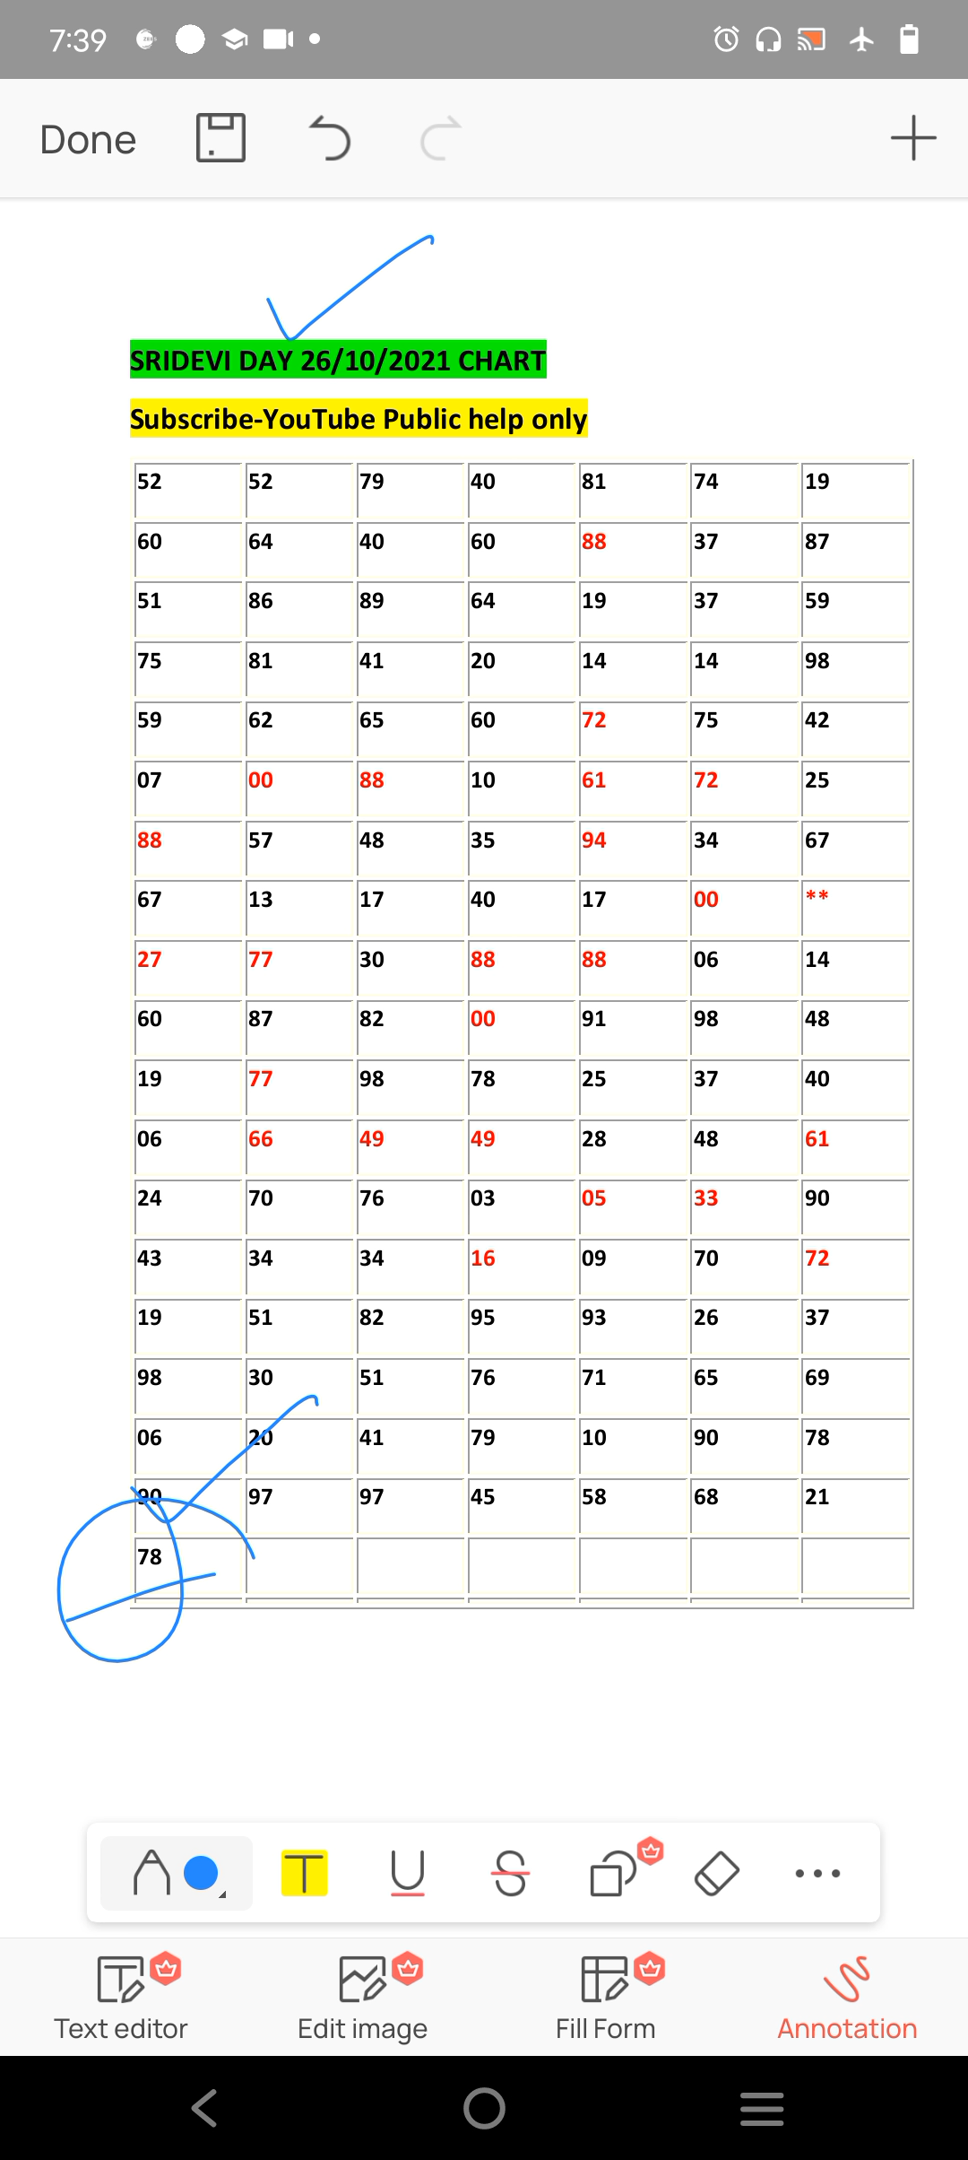 7:39
Done
SRIDEVI DAY 26/10/2021 CHART
Subscribe-YouTube Public help only
52 52 79 40 81 74 19
60 64 40 60 88 37 87
51 86 89 64 19 37 59
75 81 41 20 14 14 98
59 62 65 60 72 75 42
07 00 88 10 61 72 25
88 57 48 35 94 34 67
67 13 17 40 17 00 **
27 77 30 88 88 06 14
60 87 82 00 91 98 48
19 77 98 78 25 37 40
06 66 49 49 28 48 61
24 70 76 03 05 33 90
43 34 34 16 09 70 72
19 51 82 95 93 26 37
98 30 51 76 71 65 69
06 20 41 79 10 90 78
90 97 97 45 58 68 21
78
Text editor Edit image Fill Form Annotation